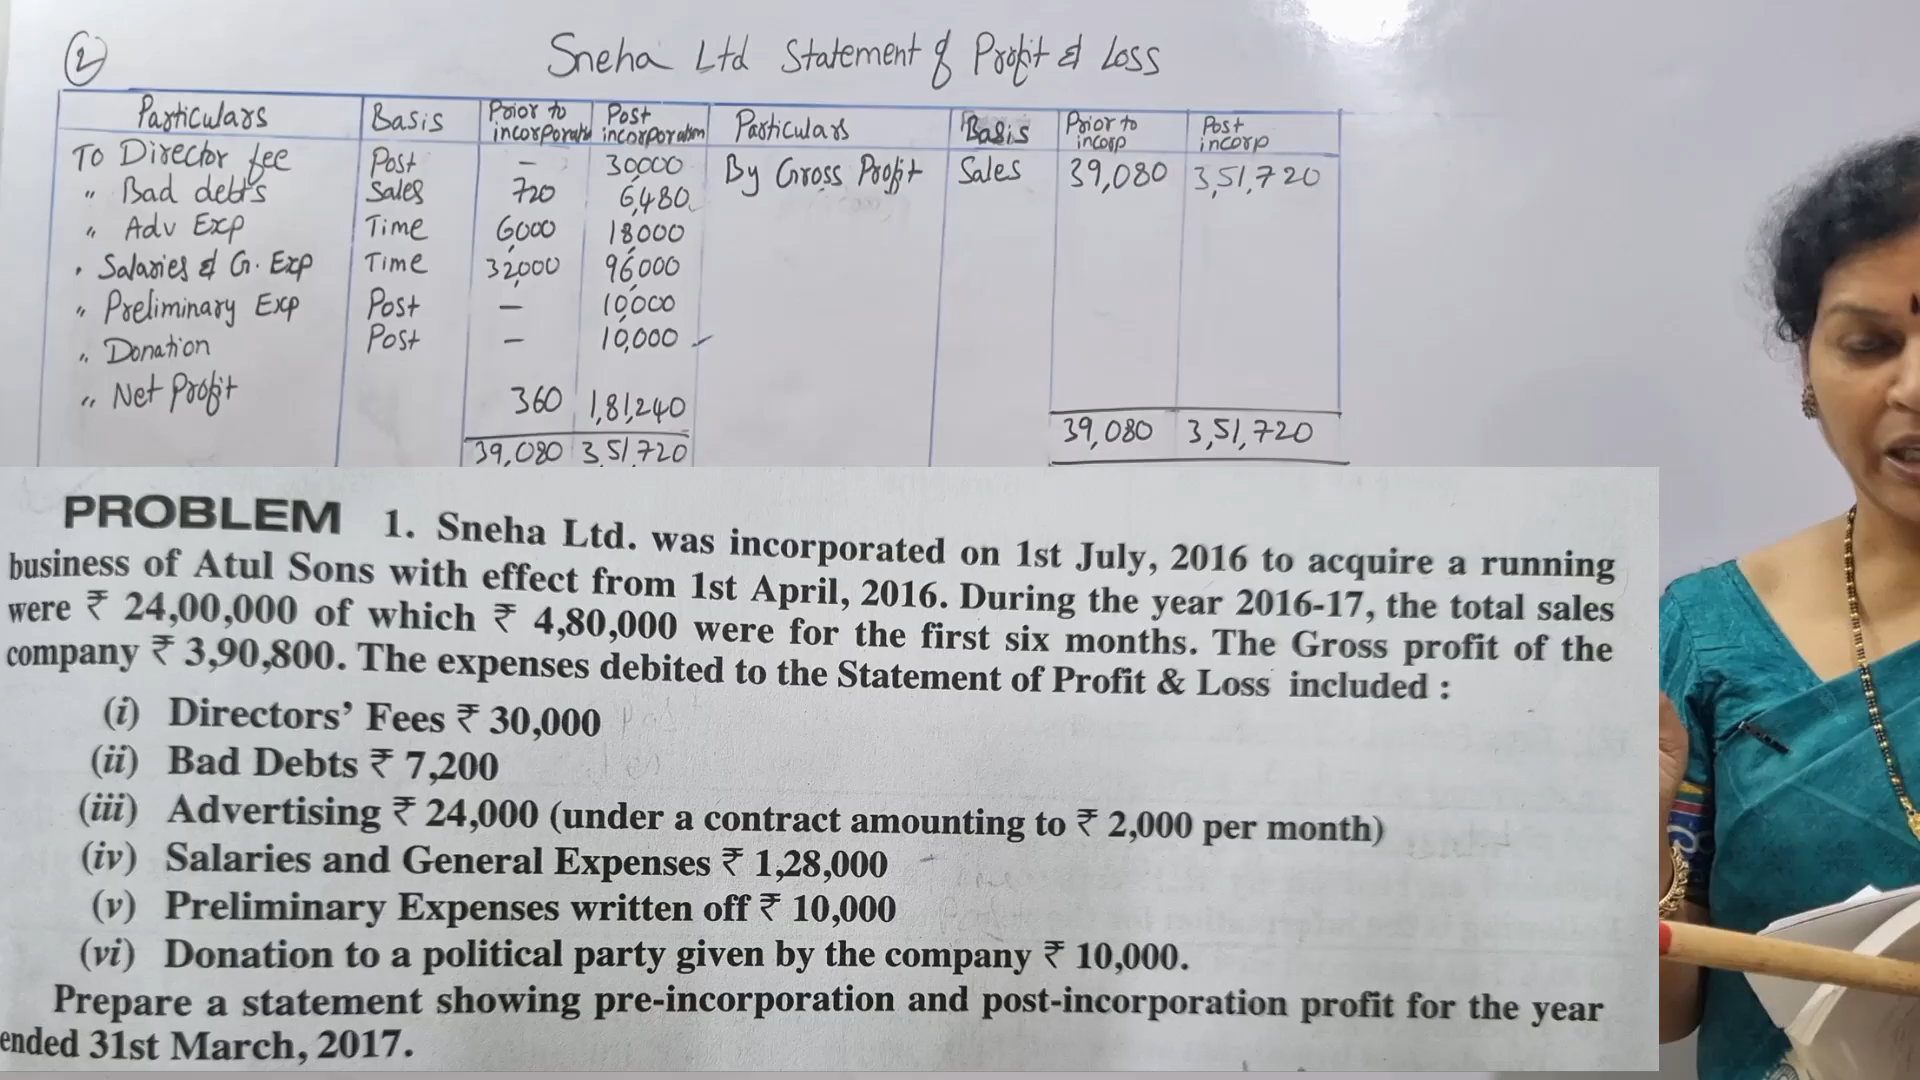 2
Sneha Ltd Statement of Profit & Loss
Particulars Basis Prior to incorporatn Post incorporation Particulars Basis Prior to incorp Post incorp
To Director fee Post – 30000 By Gross Profit Sales 39,080 3,51,720
" Bad debts Sales 720 6,480
" Adv Exp Time 6000 18000
" Salaries & G. Exp Time 32,000 96000
" Preliminary Exp Post – 10,000
" Donation Post – 10,000
" Net Profit 360 1,81,240
39,080 3,51,720
39,080 3,51,720
PROBLEM 1. Sneha Ltd. was incorporated on 1st July, 2016 to acquire a running
business of Atul Sons with effect from 1st April, 2016. During the year 2016-17, the total sales
were ₹ 24,00,000 of which ₹ 4,80,000 were for the first six months. The Gross profit of the
company ₹ 3,90,800. The expenses debited to the Statement of Profit & Loss included :
(i) Directors' Fees ₹ 30,000
(ii) Bad Debts ₹ 7,200
(iii) Advertising ₹ 24,000 (under a contract amounting to ₹ 2,000 per month)
(iv) Salaries and General Expenses ₹ 1,28,000
(v) Preliminary Expenses written off ₹ 10,000
(vi) Donation to a political party given by the company ₹ 10,000.
Prepare a statement showing pre-incorporation and post-incorporation profit for the year
ended 31st March, 2017.